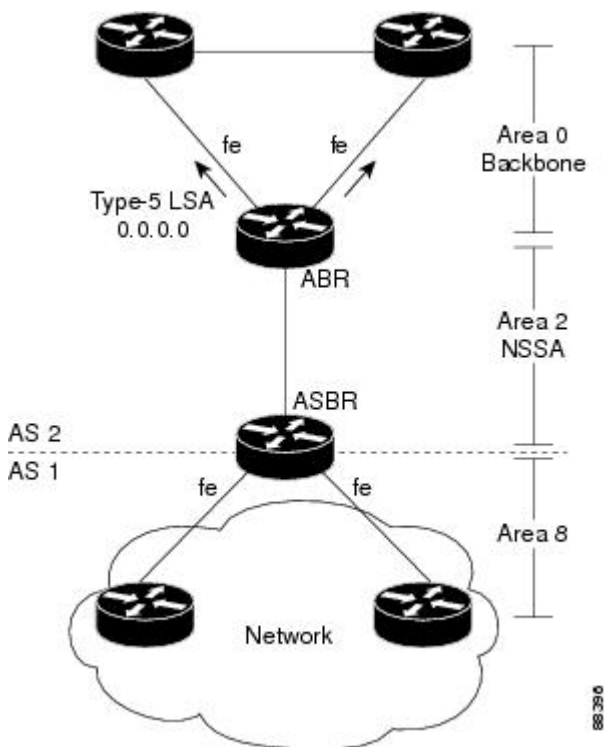 fe
fe
Area 0
Backbone
Type-5 LSA
0.0.0.0
ABR
Area 2
NSSA
ASBR
AS 2
AS 1
fe
fe
Area 8
Network
88396